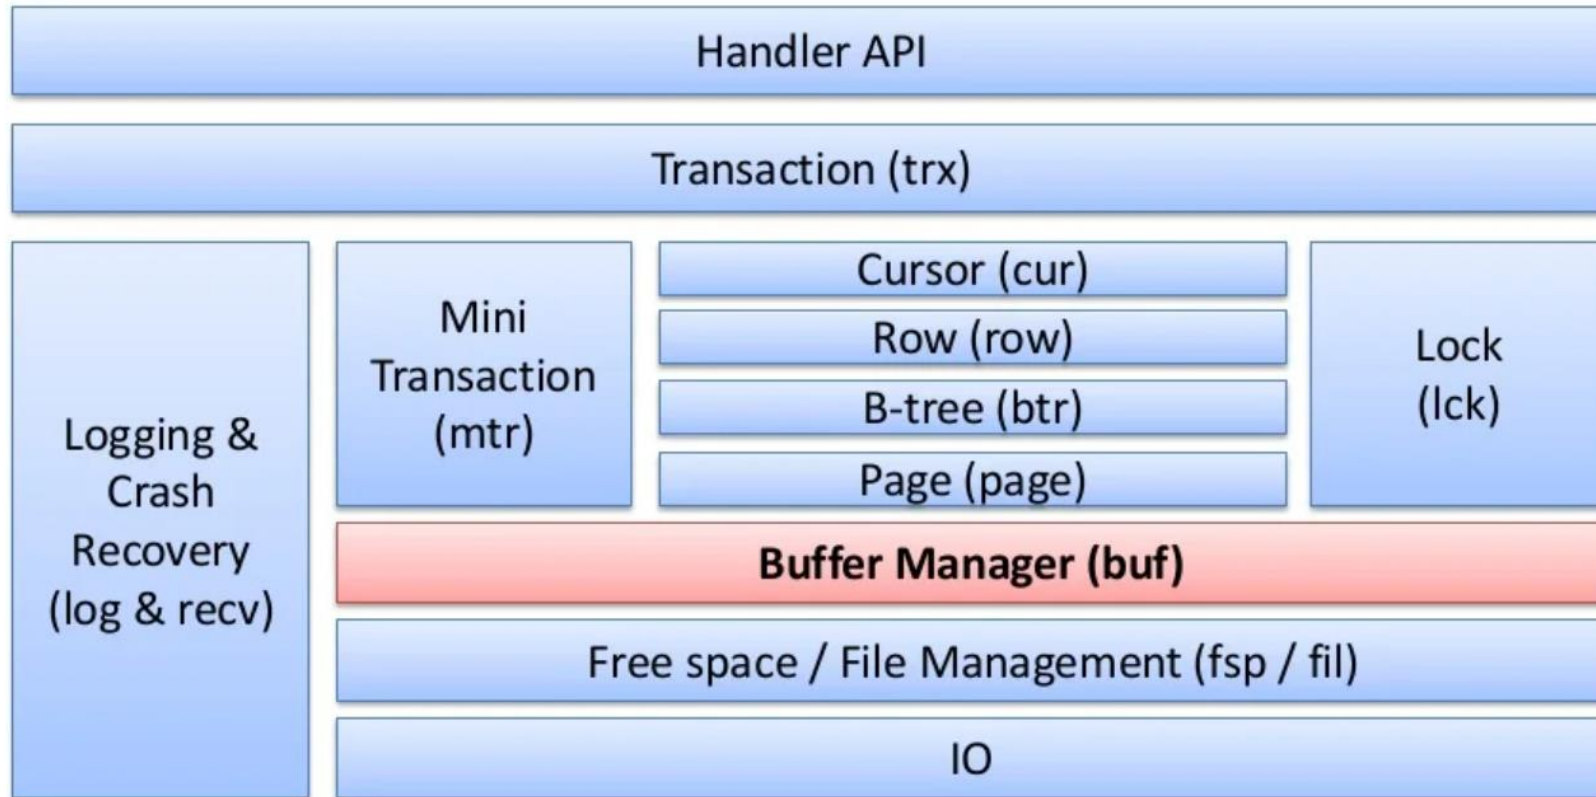 Handler API
Transaction (trx)
Logging &
Crash
Recovery
(log & recv)
Mini
Transaction
(mtr)
Cursor (cur)
Row (row)
B-tree (btr)
Page (page)
Lock
(lck)
Buffer Manager (buf)
Free space / File Management (fsp / fil)
IO